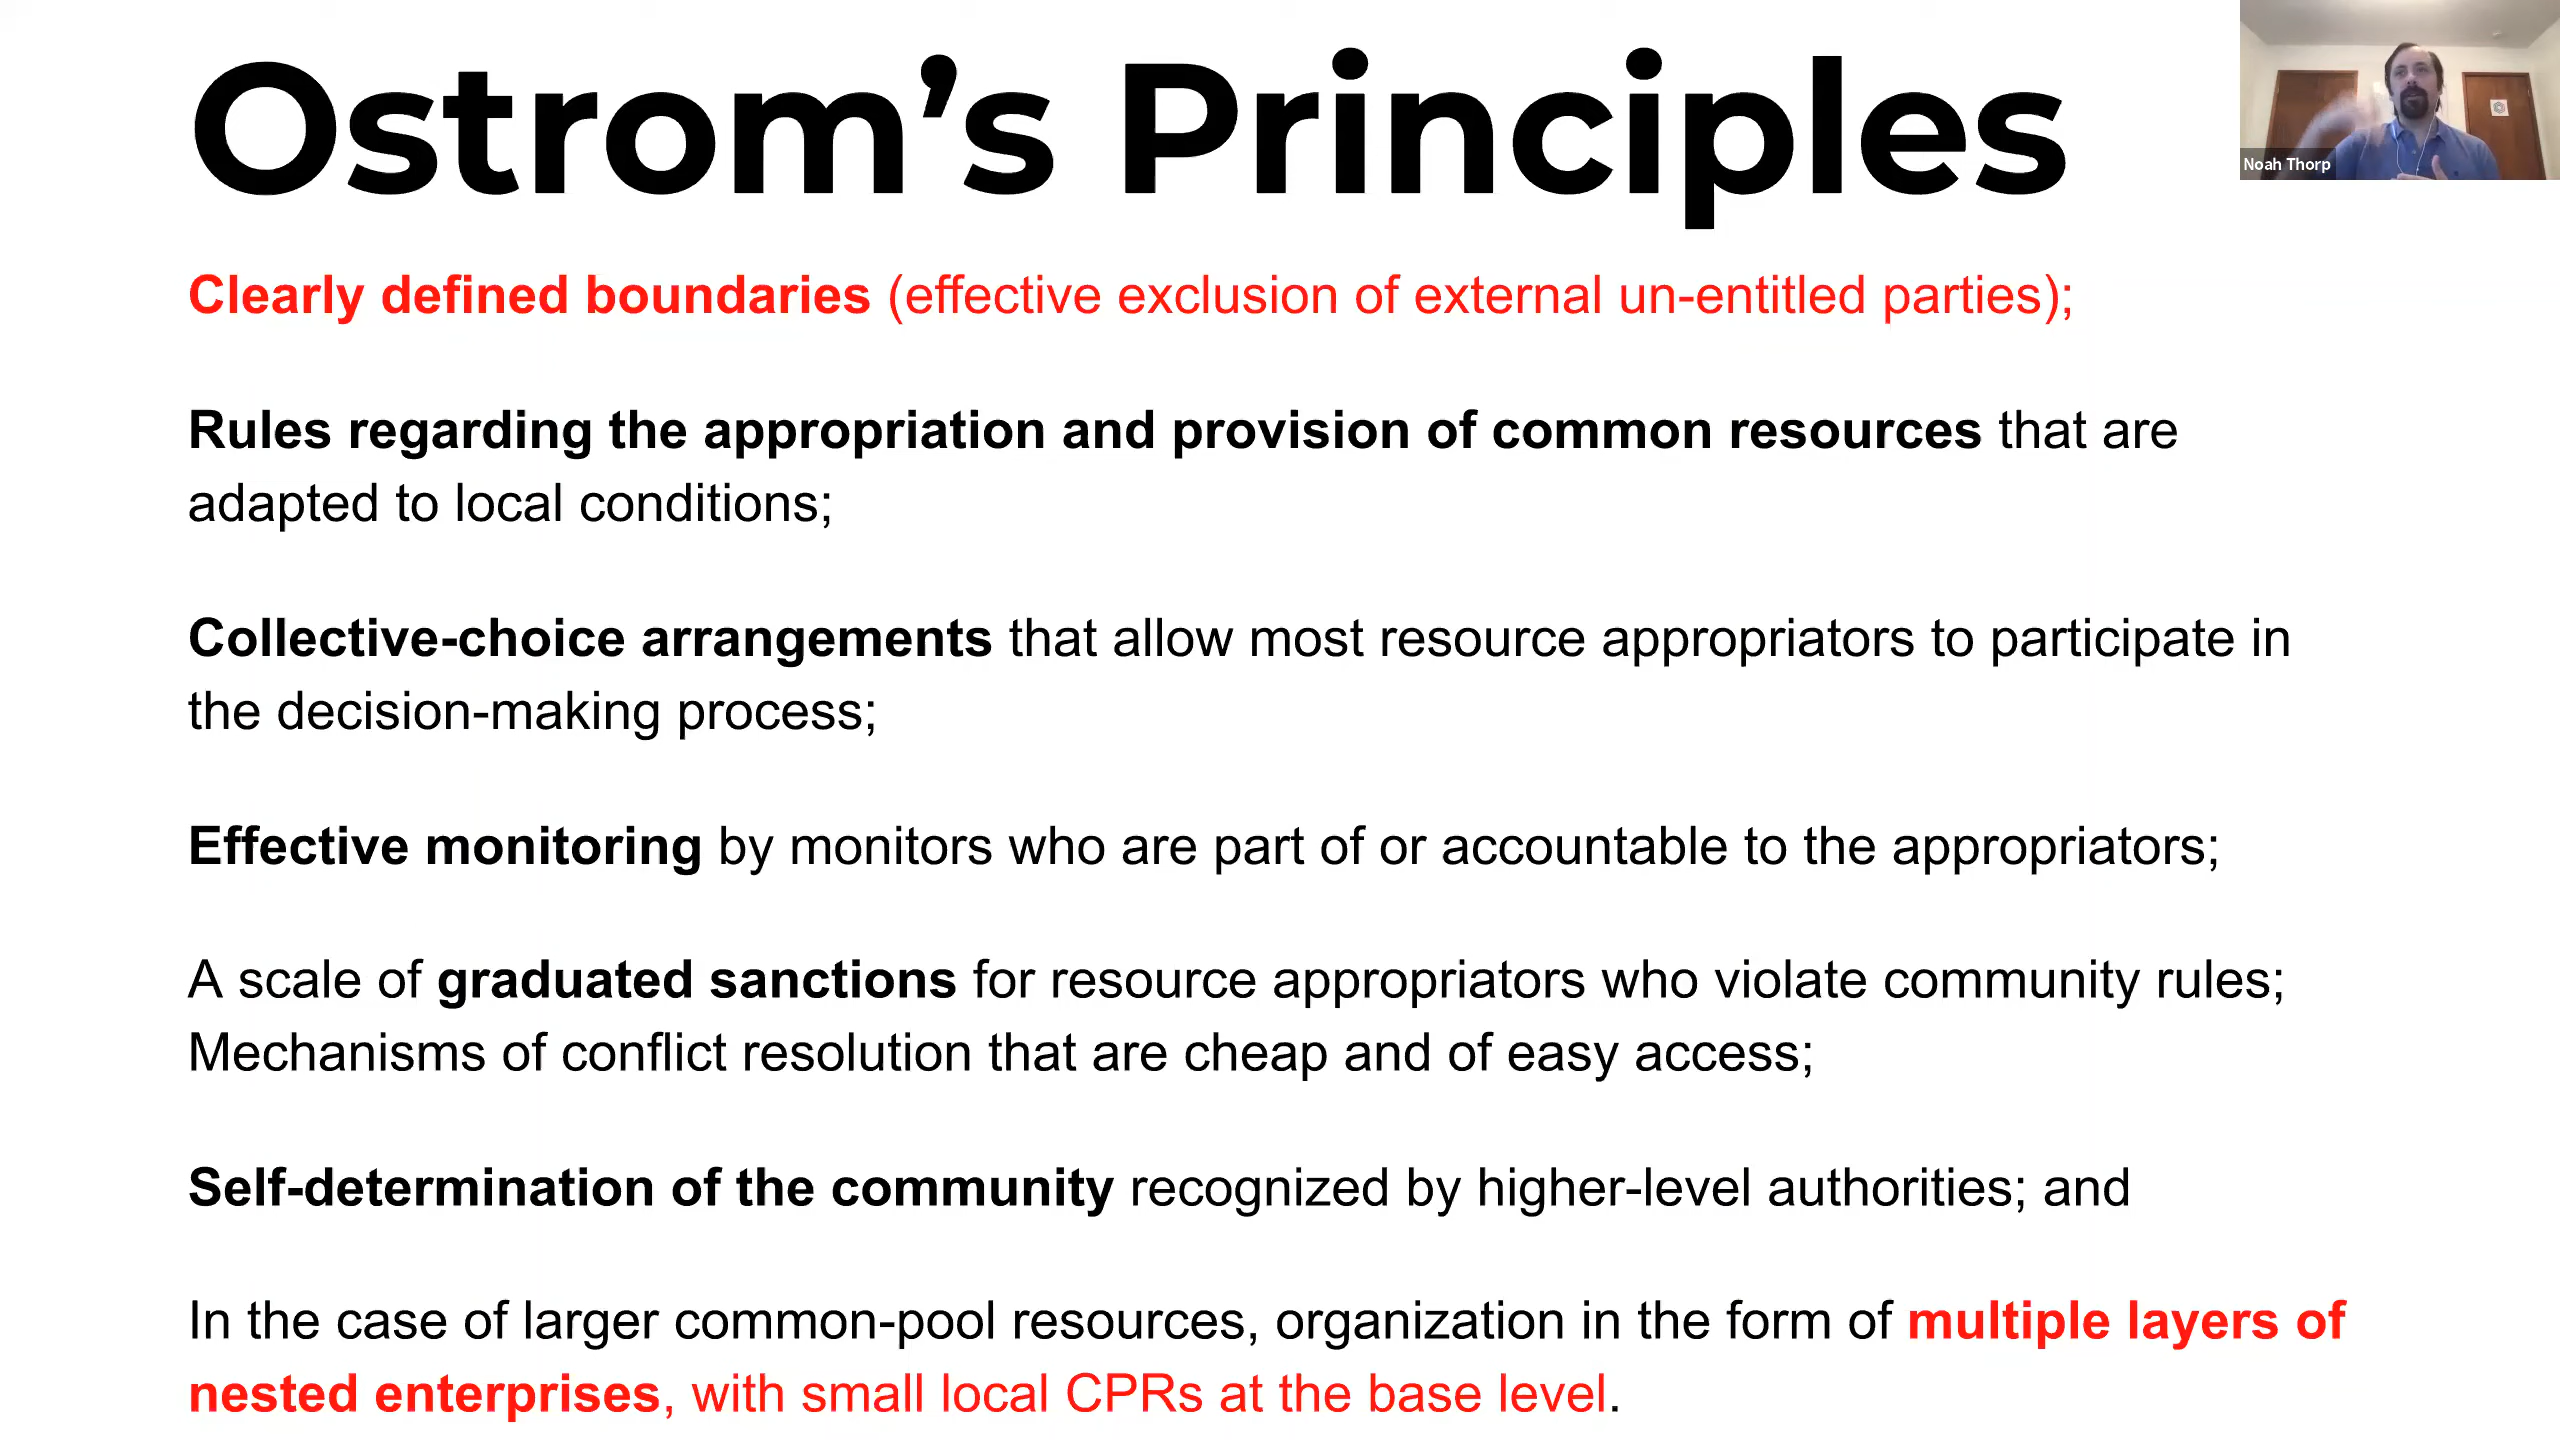 Ostrom’s Principles
Noah Thorp
Clearly defined boundaries (effective exclusion of external un-entitled parties);
Rules regarding the appropriation and provision of common resources that are
adapted to local conditions;
Collective-choice arrangements that allow most resource appropriators to participate in
the decision-making process;
Effective monitoring by monitors who are part of or accountable to the appropriators;
A scale of graduated sanctions for resource appropriators who violate community rules;
Mechanisms of conflict resolution that are cheap and of easy access;
Self-determination of the community recognized by higher-level authorities; and
In the case of larger common-pool resources, organization in the form of multiple layers of
nested enterprises, with small local CPRs at the base level.